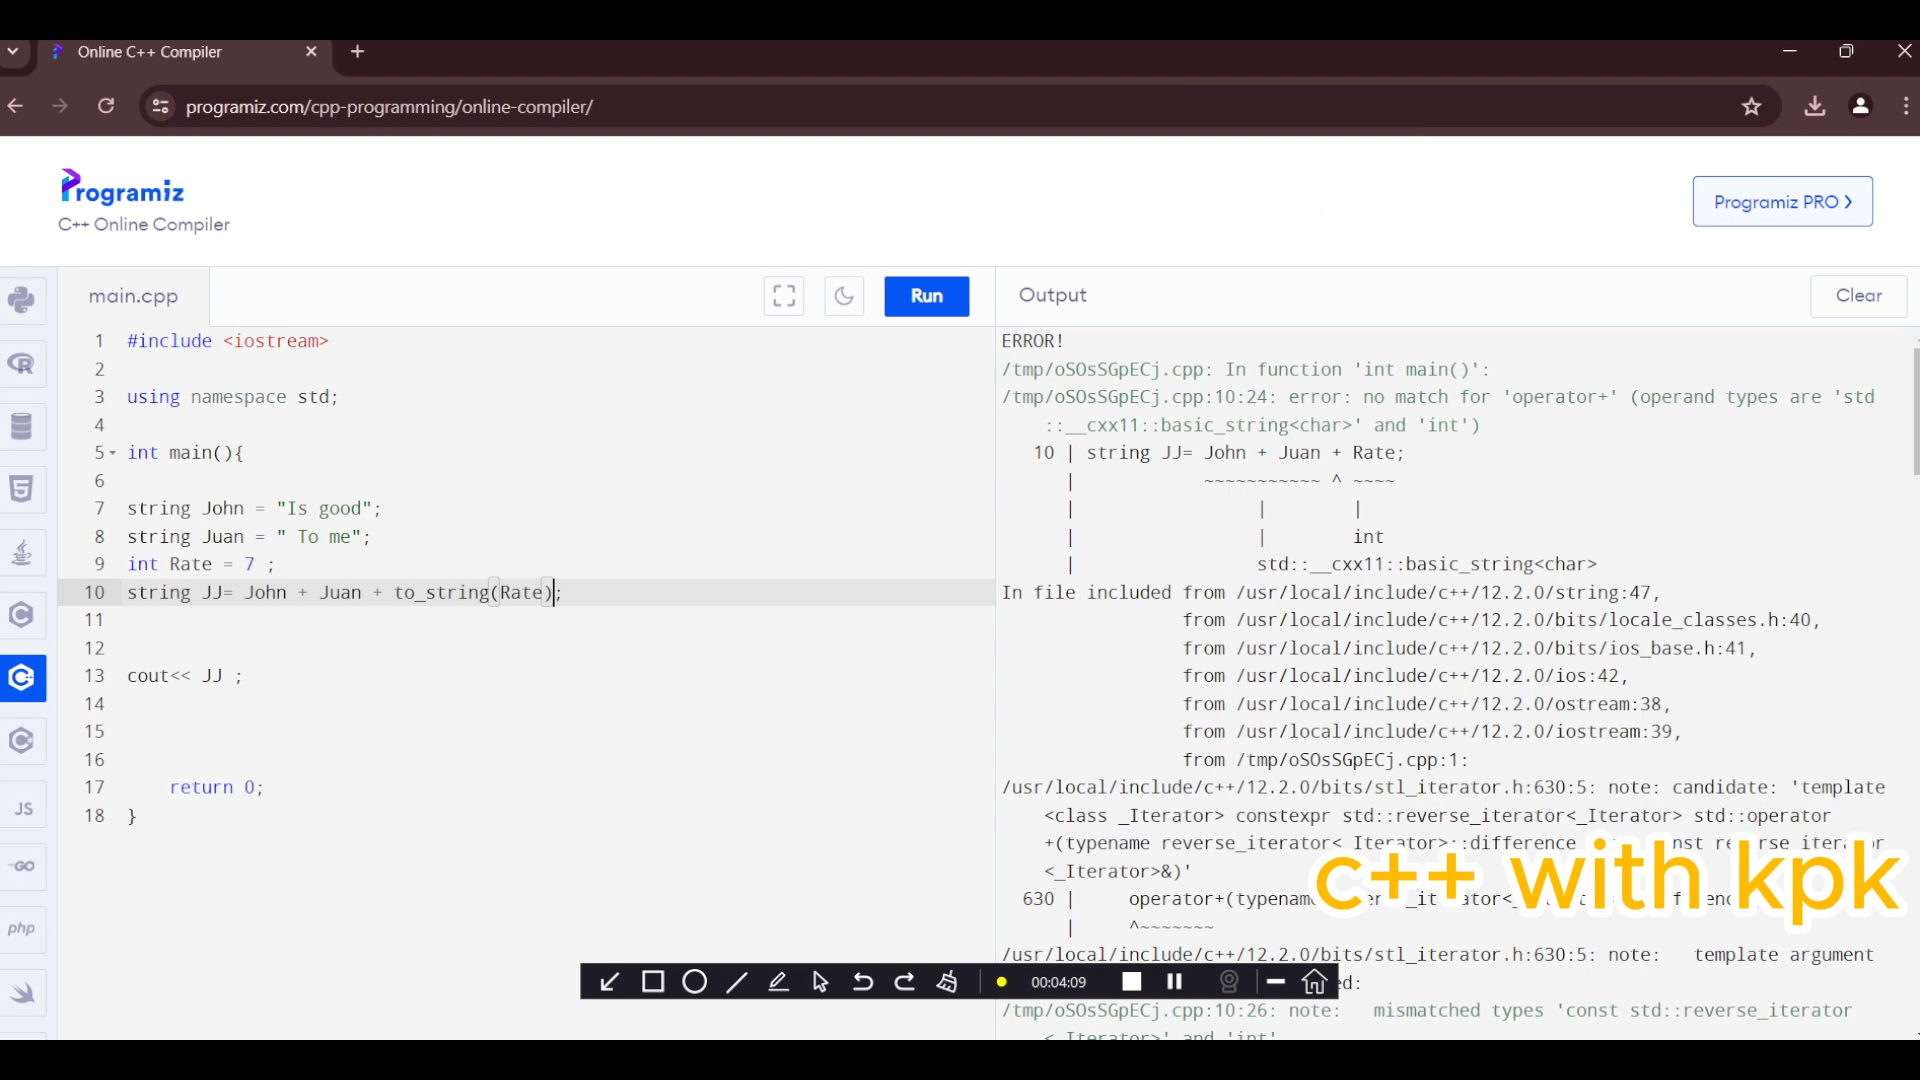 Online C++ Compiler
programiz.com/cpp-programming/online-compiler/
Programiz
C++ Online Compiler
Programiz PRO
main.cpp
Run
Output
Clear
1 #include <iostream>
2
3 using namespace std;
4
5 int main(){
6
7 string John = "Is good";
8 string Juan = " To me";
9 int Rate = 7 ;
10 string JJ= John + Juan + to_string(Rate);
11
12
13 cout<< JJ ;
14
15
16
17 return 0;
18 }
JS
GO
php
ERROR!
/tmp/oSOsSGpECj.cpp: In function 'int main()':
/tmp/oSOsSGpECj.cpp:10:24: error: no match for 'operator+' (operand types are 'std
::__cxx11::basic_string<char>' and 'int')
10 | string JJ= John + Juan + Rate;
| ~~~~~~~~~~~ ^ ~~~~
| | |
| | int
| std::__cxx11::basic_string<char>
In file included from /usr/local/include/c++/12.2.0/string:47,
from /usr/local/include/c++/12.2.0/bits/locale_classes.h:40,
from /usr/local/include/c++/12.2.0/bits/ios_base.h:41,
from /usr/local/include/c++/12.2.0/ios:42,
from /usr/local/include/c++/12.2.0/ostream:38,
from /usr/local/include/c++/12.2.0/iostream:39,
from /tmp/oSOsSGpECj.cpp:1:
/usr/local/include/c++/12.2.0/bits/stl_iterator.h:630:5: note: candidate: 'template
<class _Iterator> constexpr std::reverse_iterator<_Iterator> std::operator
+(typename reverse_iterator<_Iterator>::difference
<_Iterator>&)'
630 | operator+(typename
| ^~~~~~~~
/usr/local/include/c++/12.2.0/bits/stl_iterator.h:630:5: note: template argument
/tmp/oSOsSGpECj.cpp:10:26: note: mismatched types 'const std::reverse_iterator
<_Iterator>' and 'int'
c++ with kpk
00:04:09